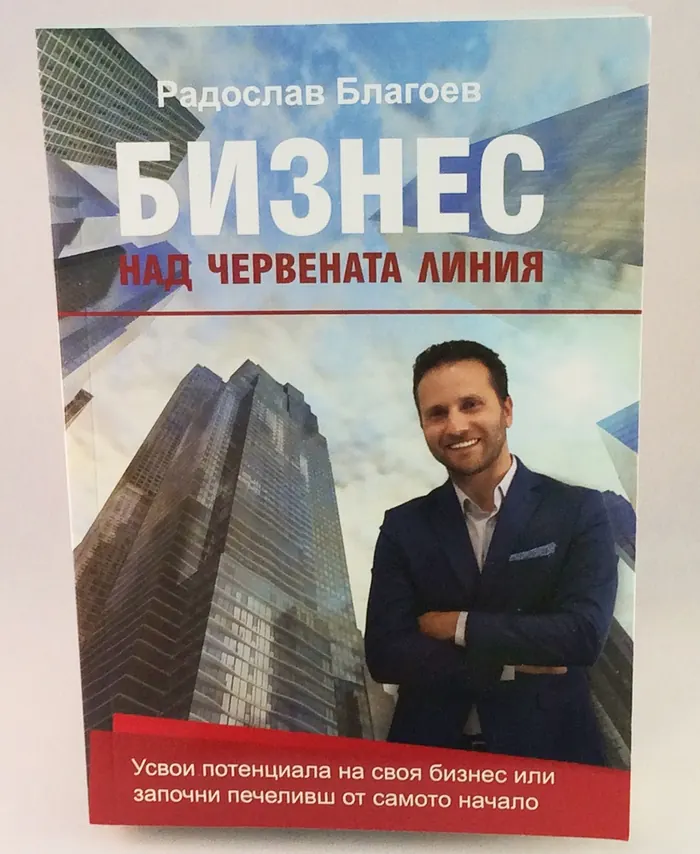 Радослав Благоев
БИЗНЕС
НАД ЧЕРВЕНАТА ЛИНИЯ
Усвои потенциала на своя бизнес или
започни печеливш от самото начало